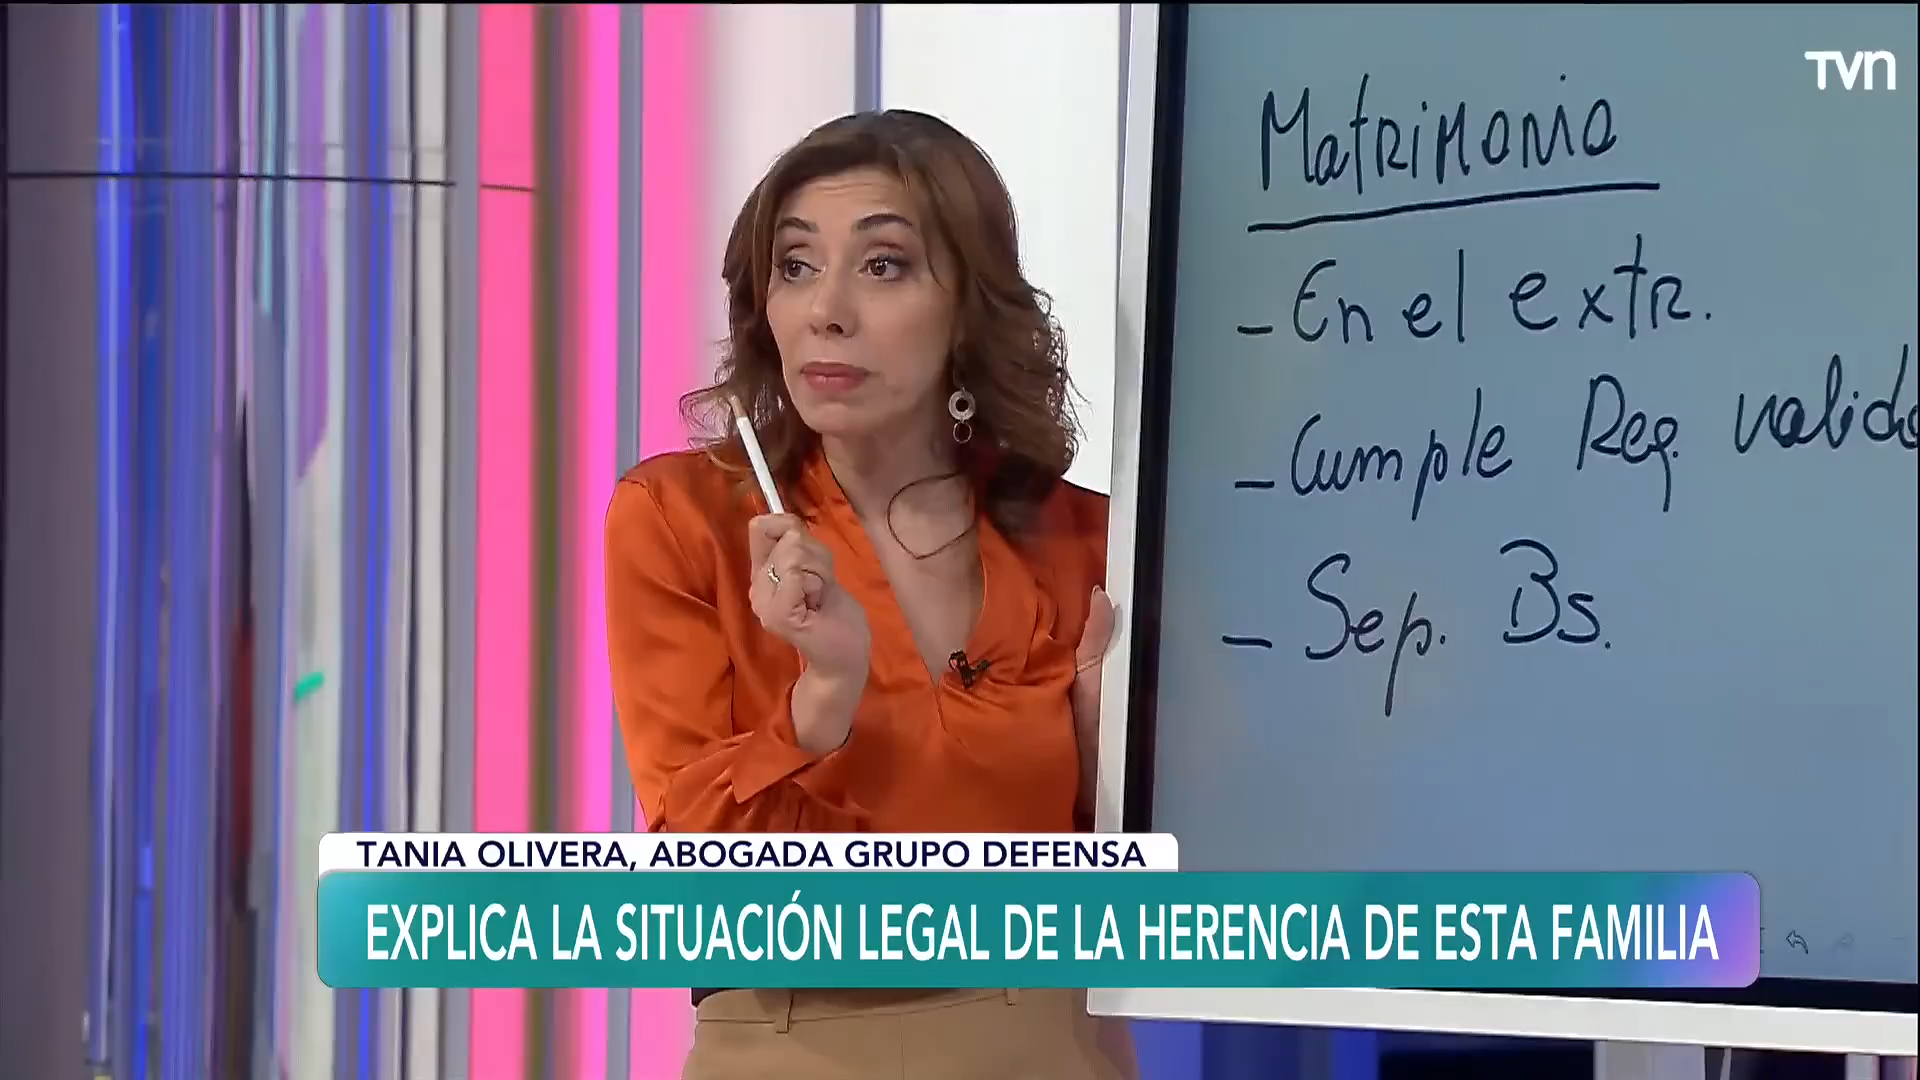 TVN
Matrimonio
- En el extr.
- Cumple Req. valido
- Sep. Bs.
TANIA OLIVERA, ABOGADA GRUPO DEFENSA
EXPLICA LA SITUACIÓN LEGAL DE LA HERENCIA DE ESTA FAMILIA